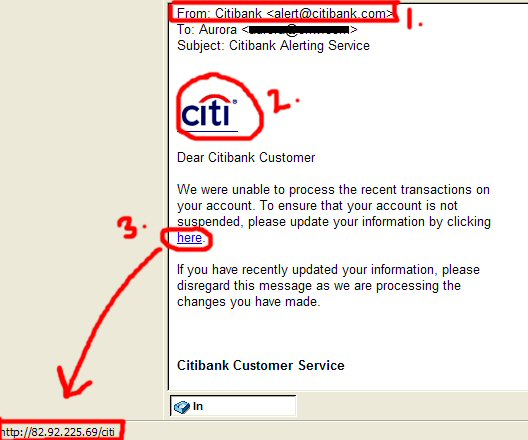 From: Citibank <alert@citibank.com>
1.
To: Aurora <
Subject: Citibank Alerting Service
citi®
2.
Dear Citibank Customer
We were unable to process the recent transactions on
your account. To ensure that your account is not
suspended, please update your information by clicking
3.
here.
If you have recently updated your information, please
disregard this message as we are processing the
changes you have made.
Citibank Customer Service
In
http://82.92.225.69/citi